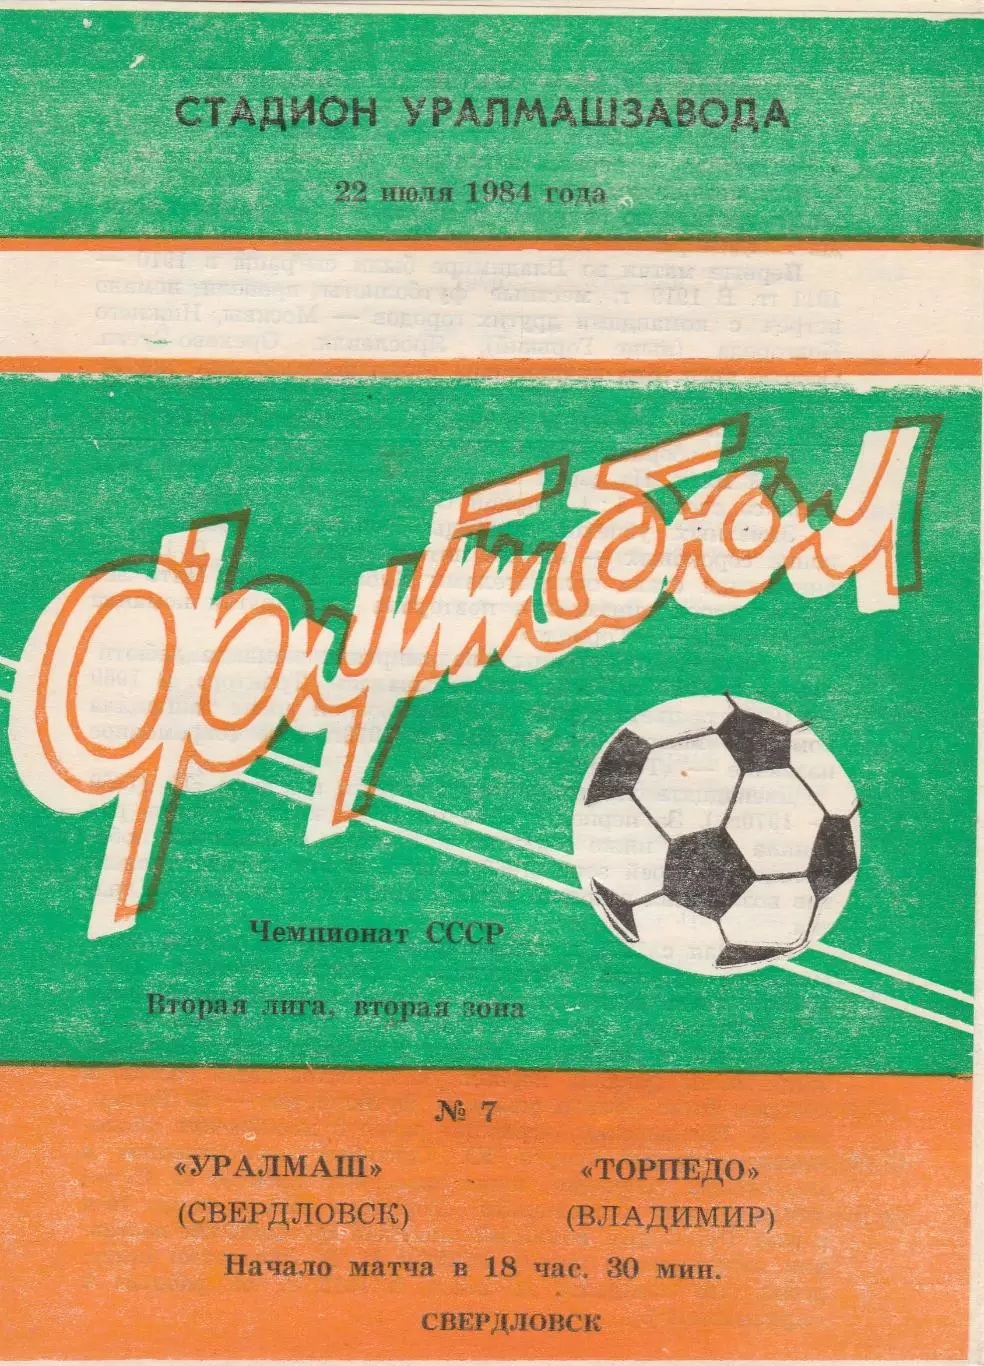 СТАДИОН УРАЛМАШЗАВОДА
22 июля 1984 года
Футбол
Чемпионат СССР
Вторая лига, вторая зона
№ 7
«УРАЛМАШ» «ТОРПЕДО»
(СВЕРДЛОВСК) (ВЛАДИМИР)
Начало матча в 18 час. 30 мин.
СВЕРДЛОВСК